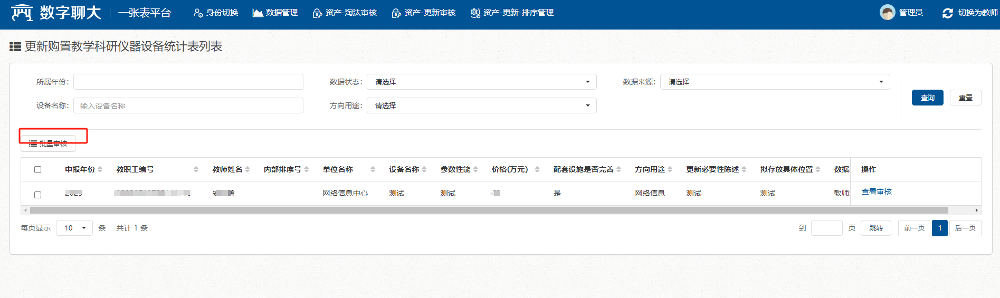 数字聊大 一张表平台 身份切换 数据管理 资产-淘汰审核 资产-更新审核 资产-更新-排序管理 管理员 切换为教师
更新购置教学科研仪器设备统计表列表
所属年份： 数据状态： 请选择 数据来源： 请选择
设备名称： 输入设备名称 方向用途： 请选择
查询 重置
批量审核
申报年份 教职工编号 教师姓名 内部排序号 单位名称 设备名称 参数性能 价格(万元) 配套设施是否完善 方向用途 更新必要性陈述 拟存放具体位置 数据 操作
网络信息中心 测试 测试 是 网络信息 测试 测试 教师 查看审核
每页显示 10 条 共计 1 条 到 页 跳转 前一页 1 后一页